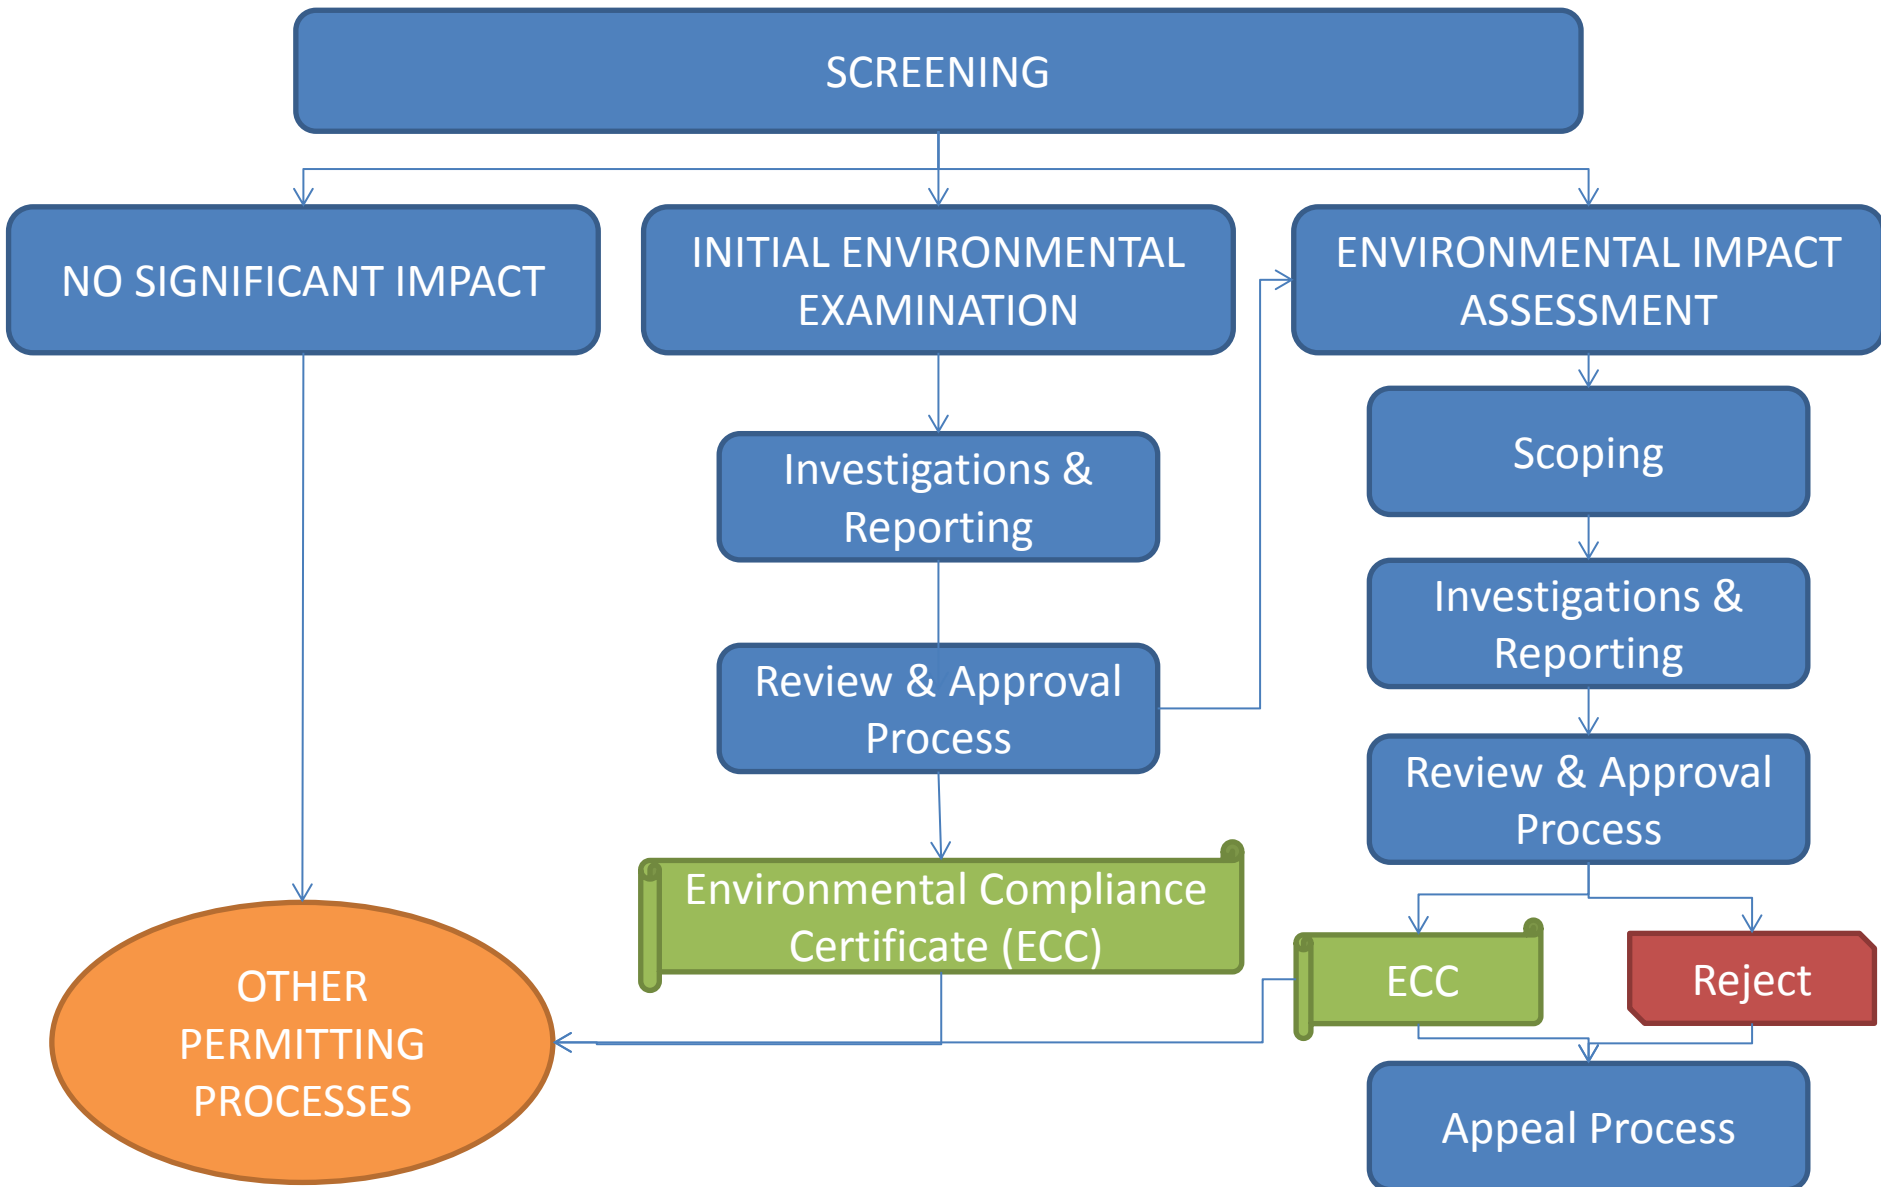 SCREENING
NO SIGNIFICANT IMPACT
INITIAL ENVIRONMENTAL
EXAMINATION
ENVIRONMENTAL IMPACT
ASSESSMENT
Investigations &
Reporting
Review & Approval
Process
Environmental Compliance
Certificate (ECC)
Scoping
Investigations &
Reporting
Review & Approval
Process
ECC
Reject
Appeal Process
OTHER
PERMITTING
PROCESSES